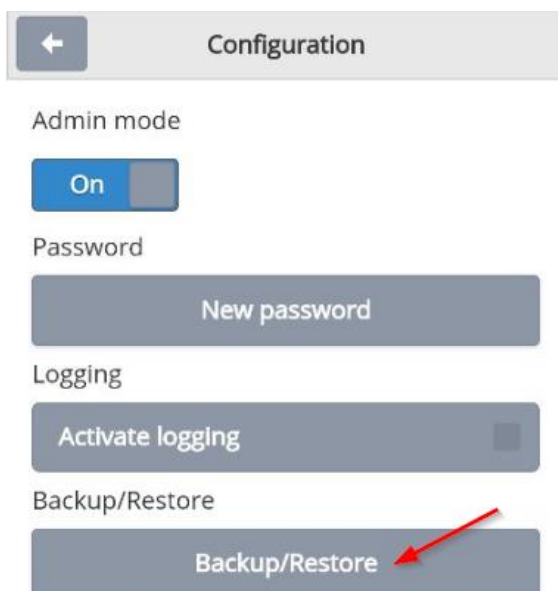 Configuration
Admin mode
On
Password
New password
Logging
Activate logging
Backup/Restore
Backup/Restore